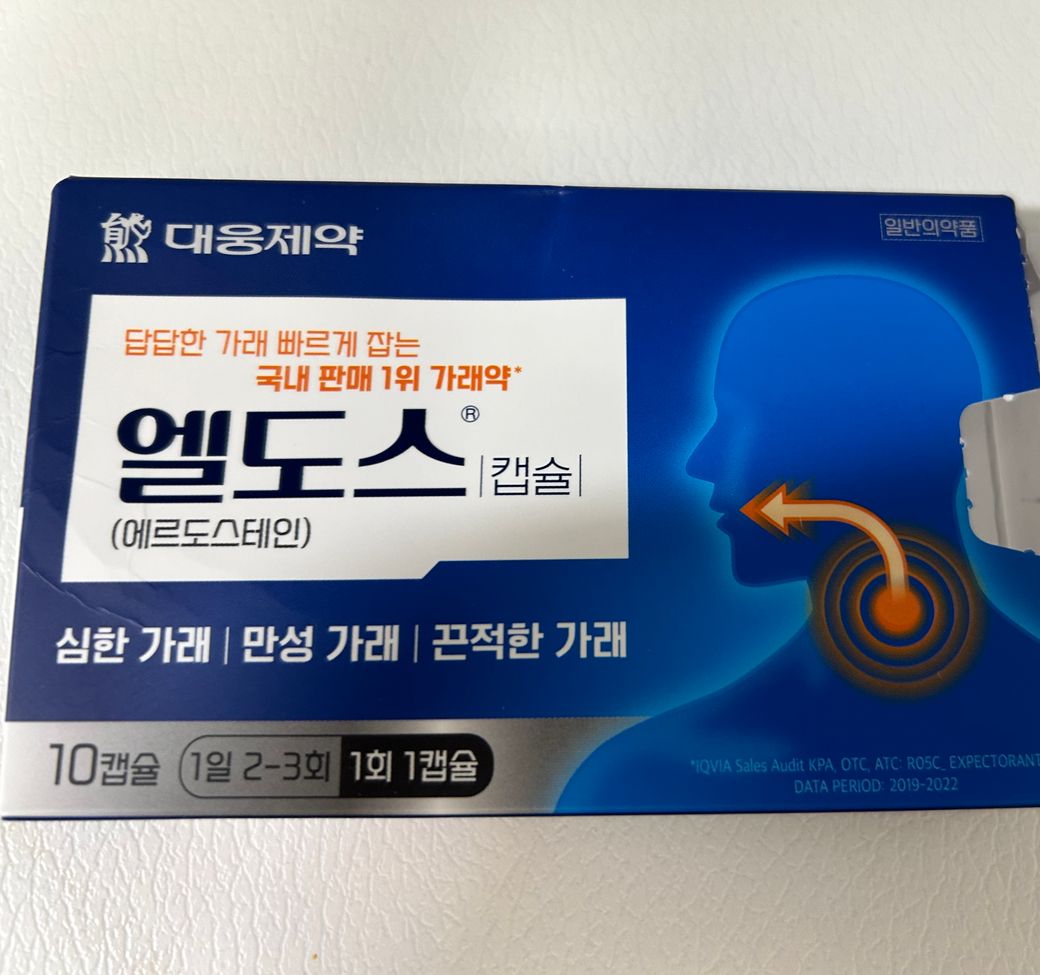 대웅제약
일반의약품
답답한 가래 빠르게 잡는
국내 판매 1위 가래약*
엘도스® 캡슐
(에르도스테인)
심한 가래 | 만성 가래 | 끈적한 가래
10캡슐 1일 2-3회 1회 1캡슐
*IQVIA Sales Audit KPA, OTC, ATC: R05C_EXPECTORANT
DATA PERIOD: 2019-2022